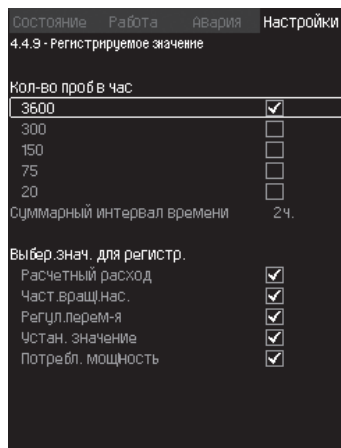 Состояние Работа Авария Настройки
4.4.9 - Регистрируемое значение
Кол-во проб в час
3600
300
150
75
20
Суммарный интервал времени 2ч.
Выбер.знач. для регистр.
Расчетный расход
Част.вращ.нас.
Регул.перем-я
Устан. значение
Потребл. мощность